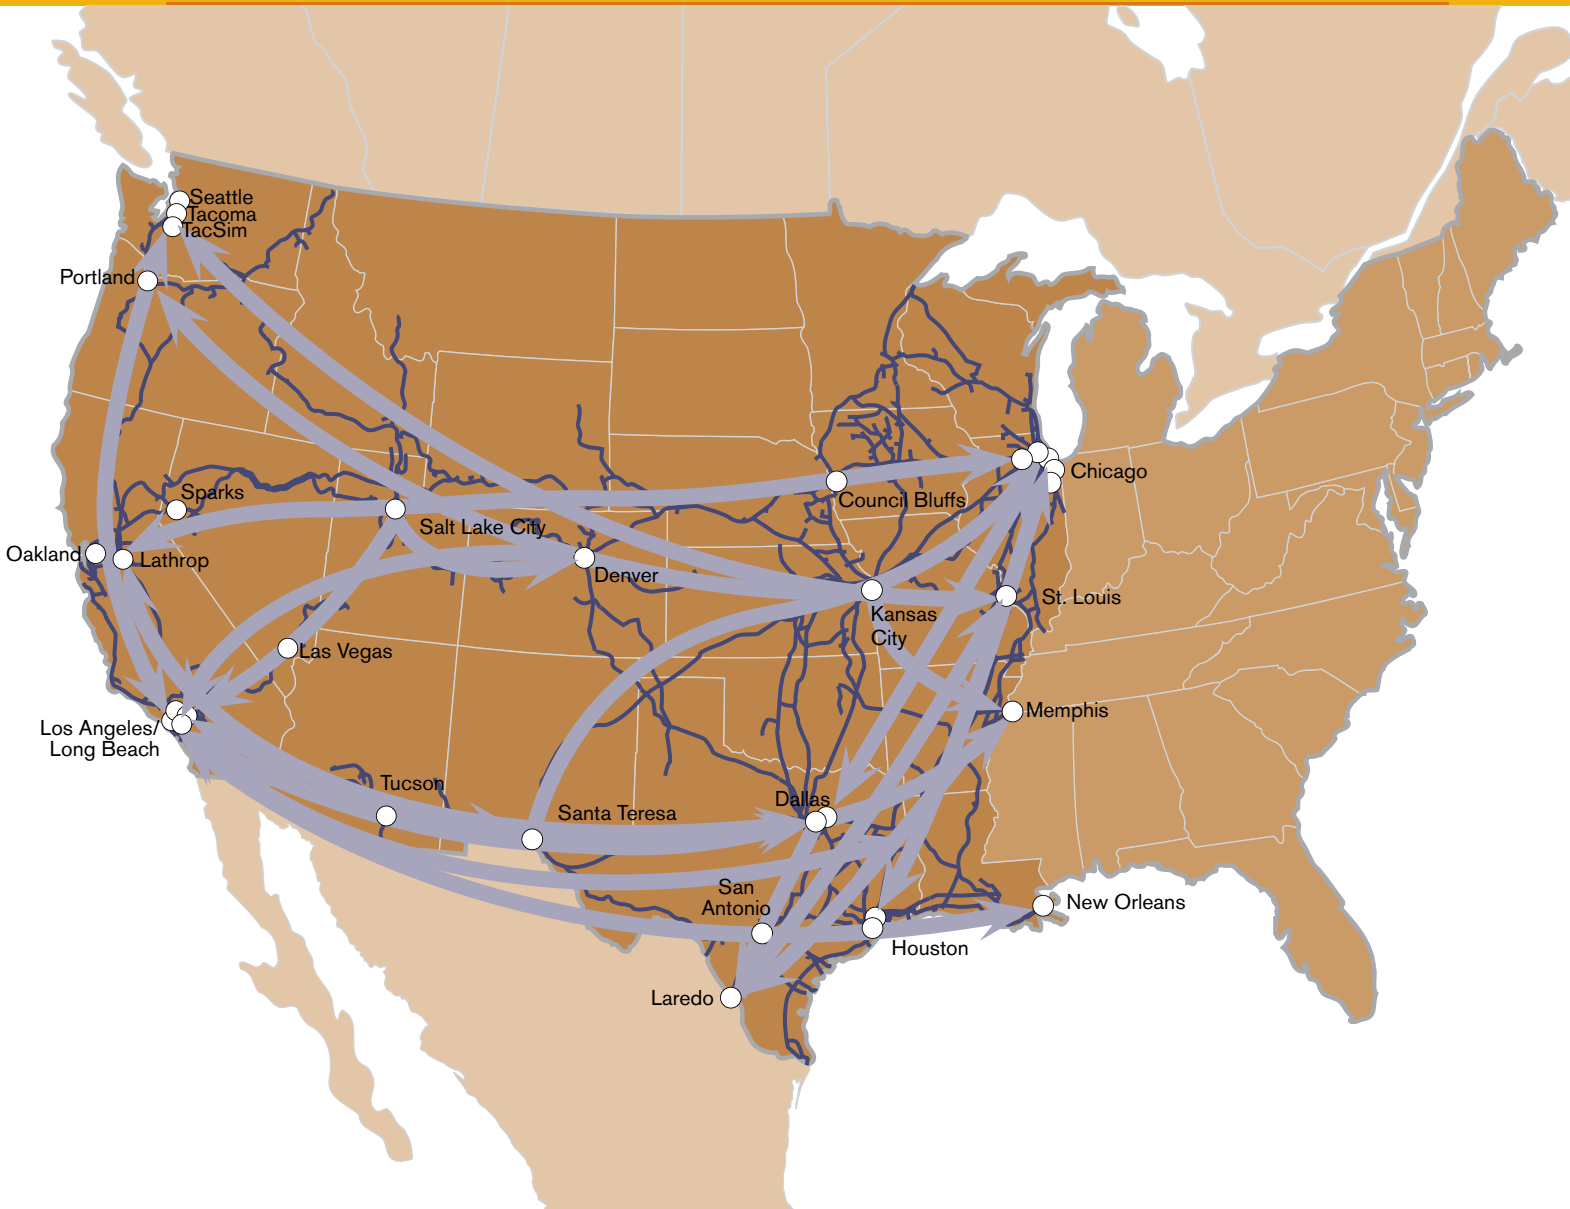 Seattle
Tacoma
TacSim
Portland
Chicago
Sparks
Council Bluffs
Salt Lake City
Oakland
Lathrop
Denver
St. Louis
Kansas
City
Las Vegas
Memphis
Los Angeles/
Long Beach
Tucson
Dallas
Santa Teresa
San
Antonio
New Orleans
Houston
Laredo